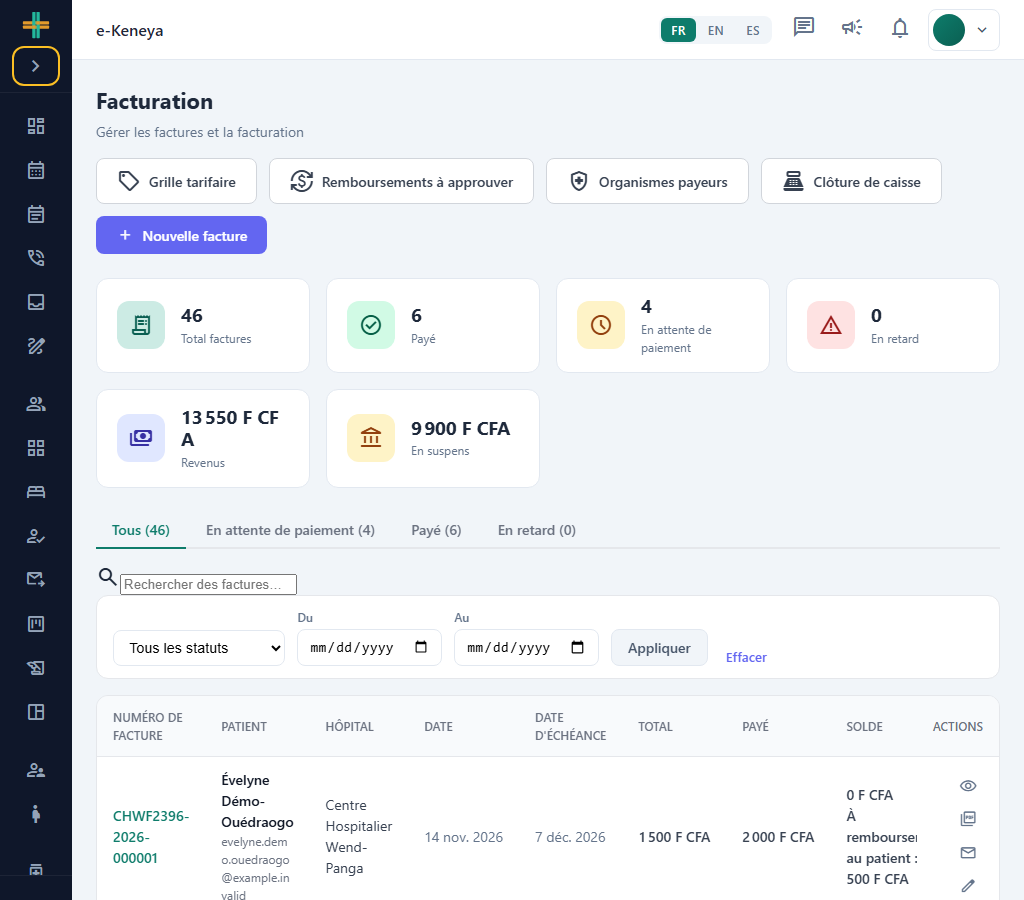 e-Keneya
FR EN ES
Facturation
Gérer les factures et la facturation
Grille tarifaire
Remboursements à approuver
Organismes payeurs
Clôture de caisse
+ Nouvelle facture
46
Total factures
6
Payé
4
En attente de
paiement
0
En retard
13 550 F CF
A
Revenus
9 900 F CFA
En suspens
Tous (46)
En attente de paiement (4)
Payé (6)
En retard (0)
Rechercher des factures...
Du
Au
Tous les statuts
mm/dd/yyyy
mm/dd/yyyy
Appliquer
Effacer
NUMÉRO DE
FACTURE
PATIENT
HÔPITAL
DATE
DATE
D'ÉCHÉANCE
TOTAL
PAYÉ
SOLDE
ACTIONS
CHWF2396-
2026-
000001
Évelyne
Démo-
Ouédraogo
evelyne.dem
o.ouedraogo
@example.in
valid
Centre
Hospitalier
Wend-
Panga
14 nov. 2026
7 déc. 2026
1 500 F CFA
2 000 F CFA
0 F CFA
À
rembourser
au patient :
500 F CFA